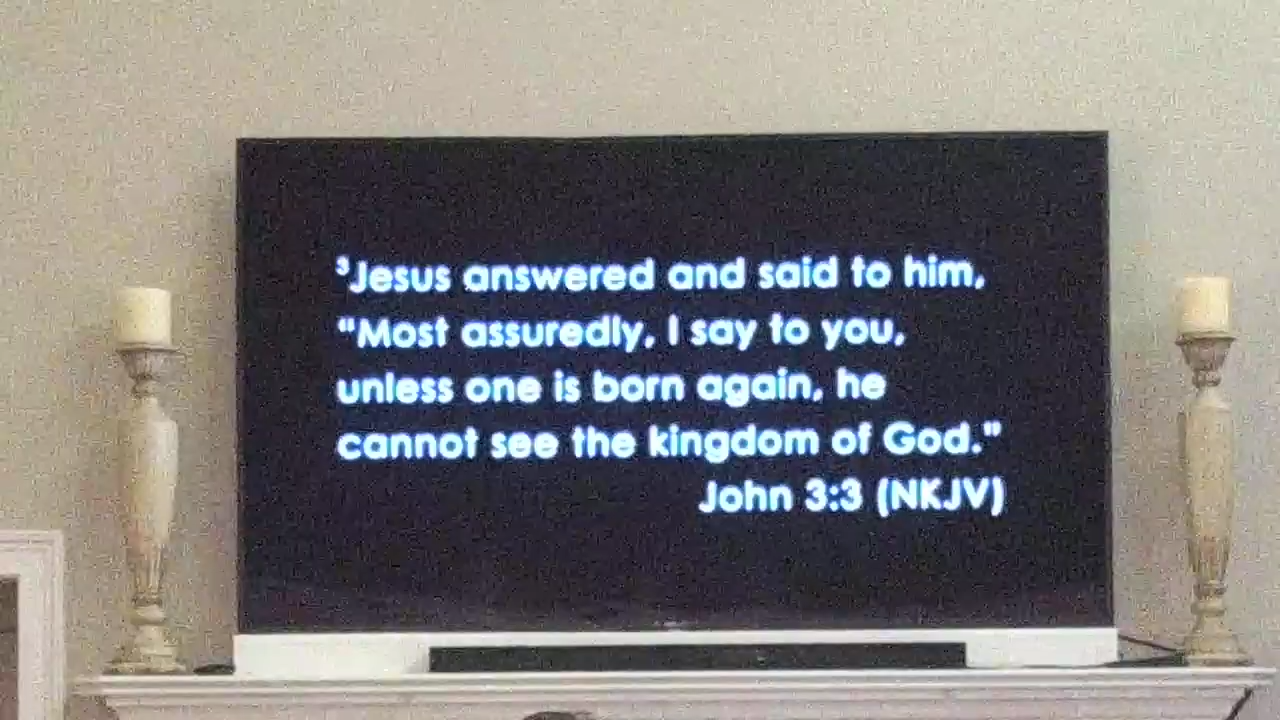 ³Jesus answered and said to him,
"Most assuredly, I say to you,
unless one is born again, he
cannot see the kingdom of God."
John 3:3 (NKJV)